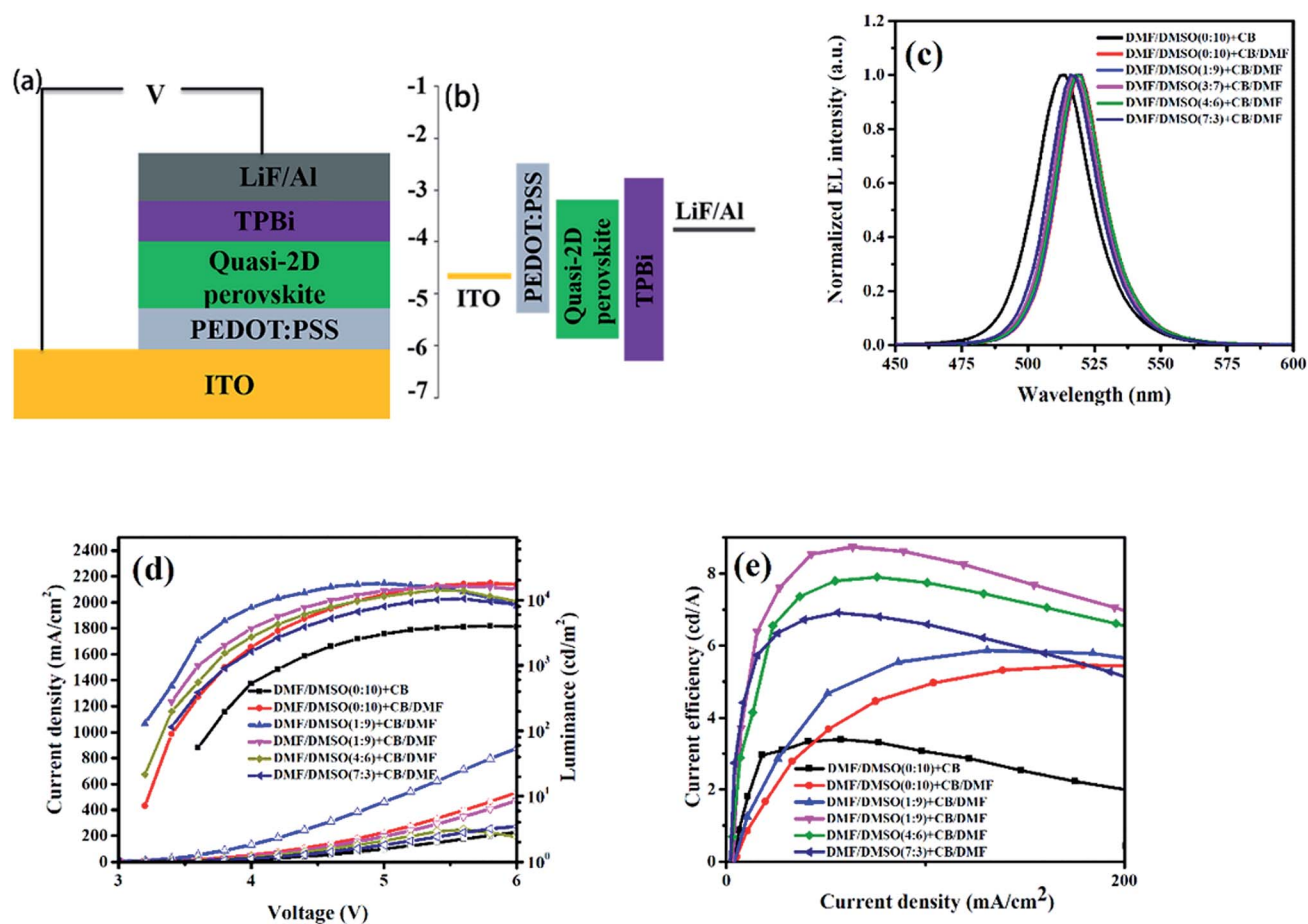 (a)
V
LiF/Al
TPBi
Quasi-2D
perovskite
PEDOT:PSS
ITO
(b)
-1
-2
-3
-4
-5
-6
-7
ITO
PEDOT:PSS
Quasi-2D
perovskite
TPBi
LiF/Al
(c)
Normalized EL intensity (a.u.)
1.2
1.0
0.8
0.6
0.4
0.2
0.0
450 475 500 525 550 575 600
Wavelength (nm)
DMF/DMSO(0:10)+CB
DMF/DMSO(0:10)+CB/DMF
DMF/DMSO(1:9)+CB/DMF
DMF/DMSO(3:7)+CB/DMF
DMF/DMSO(4:6)+CB/DMF
DMF/DMSO(7:3)+CB/DMF
(d)
Current density (mA/cm²)
2400
2200
2000
1800
1600
1400
1200
1000
800
600
400
200
0
3 4 5 6
Voltage (V)
DMF/DMSO(0:10)+CB
DMF/DMSO(0:10)+CB/DMF
DMF/DMSO(1:9)+CB/DMF
DMF/DMSO(1:9)+CB/DMF
DMF/DMSO(4:6)+CB/DMF
DMF/DMSO(7:3)+CB/DMF
10⁴
10³
10²
10¹
10⁰
Luminance (cd/m²)
(e)
Current efficiency (cd/A)
8
6
4
2
0
0 200
Current density (mA/cm²)
DMF/DMSO(0:10)+CB
DMF/DMSO(0:10)+CB/DMF
DMF/DMSO(1:9)+CB/DMF
DMF/DMSO(1:9)+CB/DMF
DMF/DMSO(4:6)+CB/DMF
DMF/DMSO(7:3)+CB/DMF